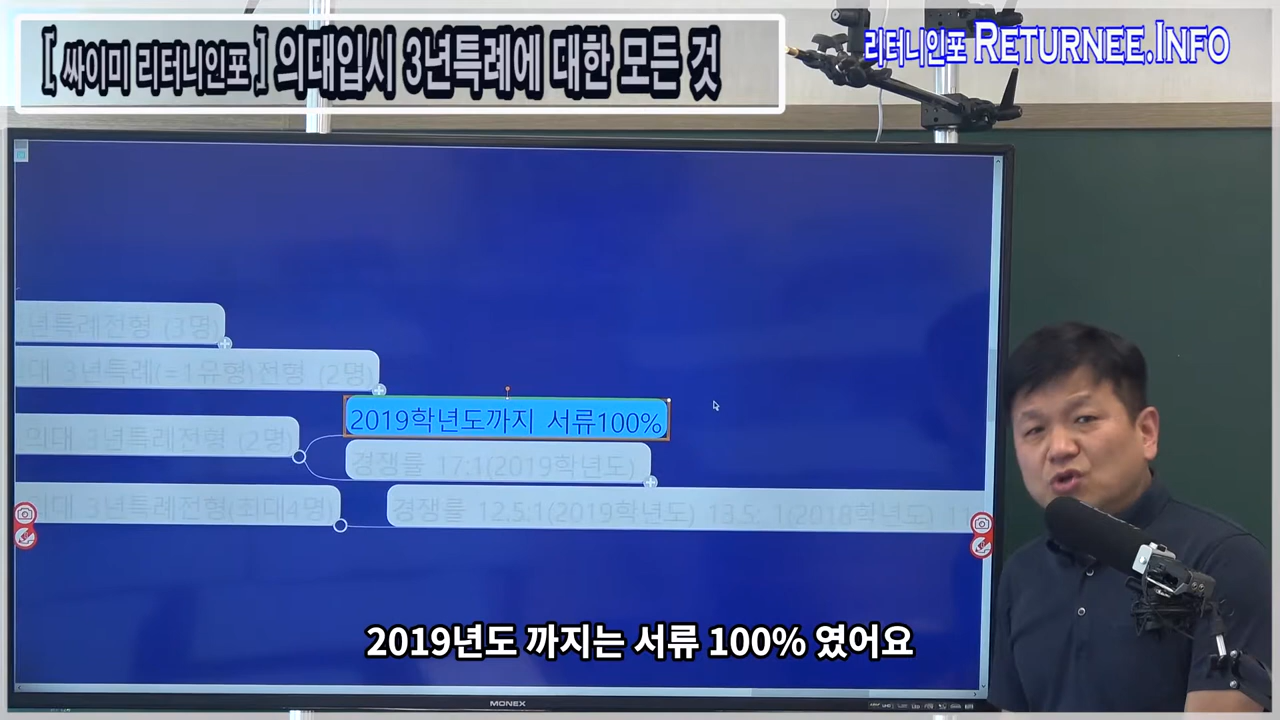 [ 싸이미 리터니인포 ] 의대입시 3년특례에 대한 모든 것
리터니인포 RETURNEE.INFO
년특례전형 (3명)
대 3년특례(=1유형)전형 (2명)
2019학년도까지 서류100%
의대 3년특례전형 (2명)
경쟁률 17:1(2019학년도)
의대 3년특례전형(최대4명)
경쟁률 12.5:1(2019학년도) 13.5: 1(2018학년도) 11
2019년도 까지는 서류 100% 였어요
MONEX